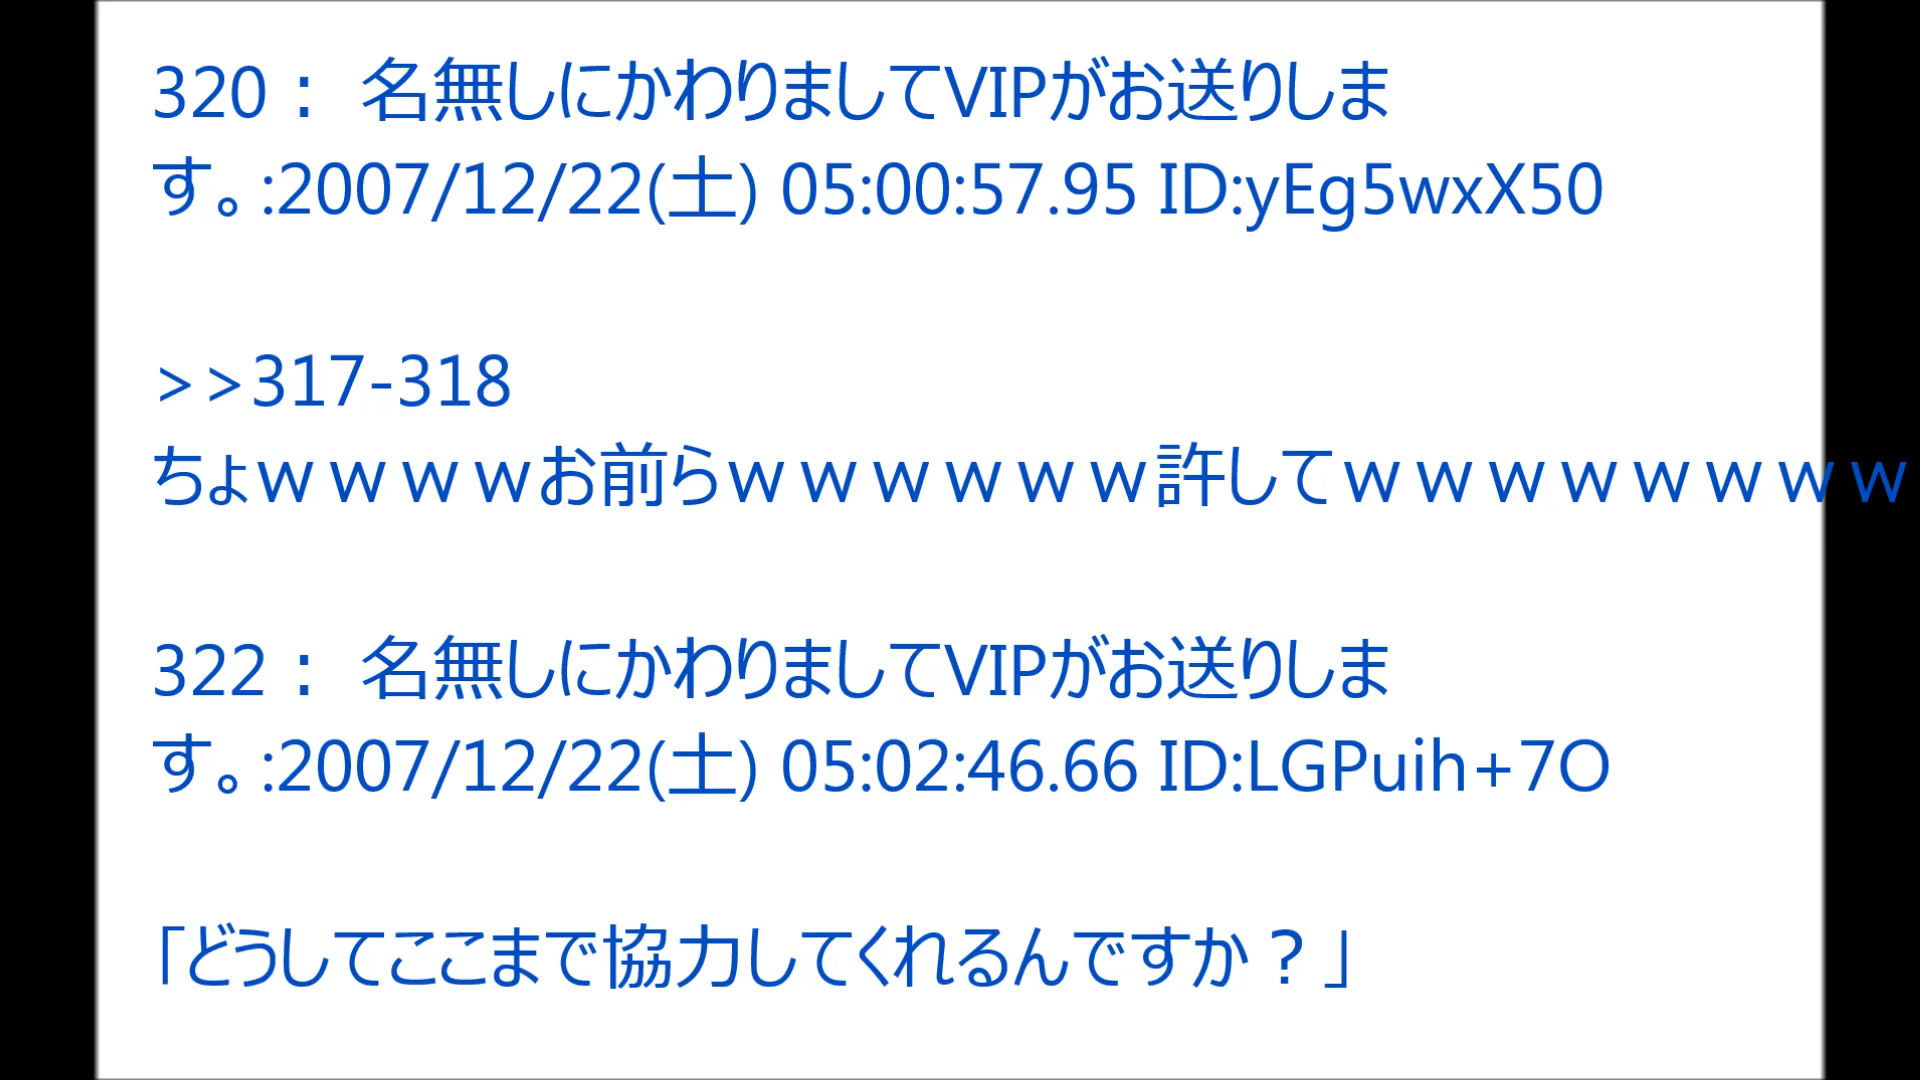 320： 名無しにかわりましてVIPがお送りしま
す。:2007/12/22(土) 05:00:57.95 ID:yEg5wxX50
>>317-318
ちょｗｗｗｗお前らｗｗｗｗｗｗ許してｗｗｗｗｗｗｗｗ
322： 名無しにかわりましてVIPがお送りしま
す。:2007/12/22(土) 05:02:46.66 ID:LGPuih+7O
「どうしてここまで協力してくれるんですか？」